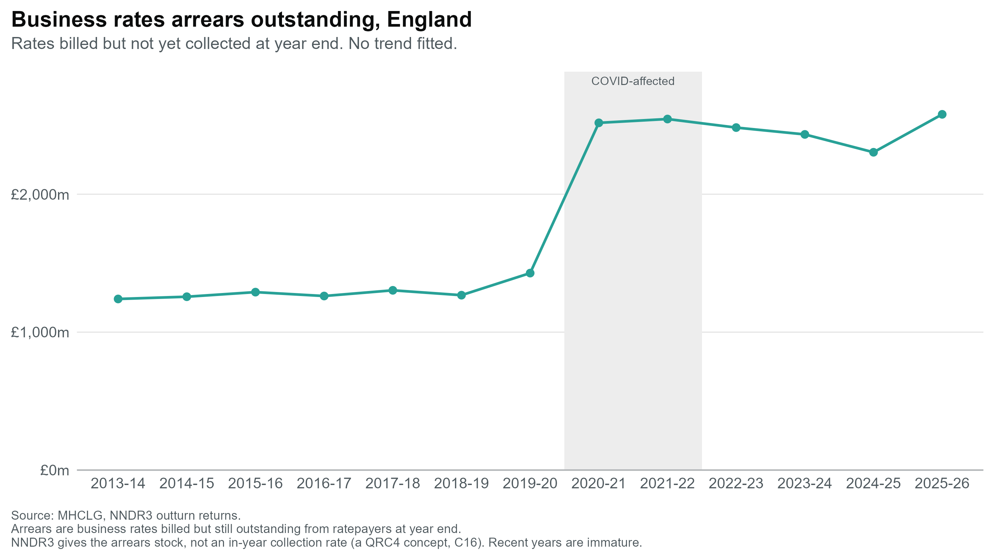 Business rates arrears outstanding, England
Rates billed but not yet collected at year end. No trend fitted.
COVID-affected
£2,000m
£1,000m
£0m
2013-14 2014-15 2015-16 2016-17 2017-18 2018-19 2019-20 2020-21 2021-22 2022-23 2023-24 2024-25 2025-26
Source: MHCLG, NNDR3 outturn returns.
Arrears are business rates billed but still outstanding from ratepayers at year end.
NNDR3 gives the arrears stock, not an in-year collection rate (a QRC4 concept, C16). Recent years are immature.